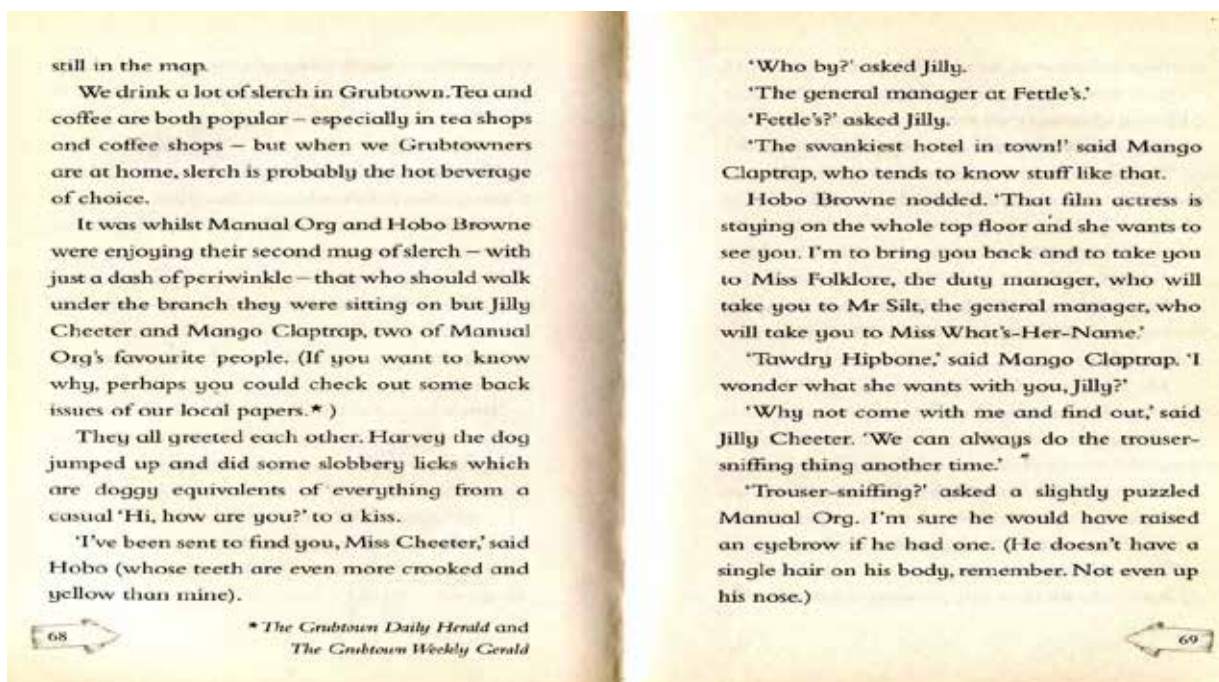 still in the map.
We drink a lot of slerch in Grubtown. Tea and
coffee are both popular – especially in tea shops
and coffee shops – but when we Grubtowners
are at home, slerch is probably the hot beverage
of choice.
It was whilst Manual Org and Hobo Browne
were enjoying their second mug of slerch – with
just a dash of periwinkle – that who should walk
under the branch they were sitting on but Jilly
Cheeter and Mango Claptrap, two of Manual
Org's favourite people. (If you want to know
why, perhaps you could check out some back
issues of our local papers.★)
They all greeted each other. Harvey the dog
jumped up and did some slobbery licks which
are doggy equivalents of everything from a
casual 'Hi, how are you?' to a kiss.
'I've been sent to find you, Miss Cheeter,' said
Hobo (whose teeth are even more crooked and
yellow than mine).
★ The Grubtown Daily Herald and
The Grubtown Weekly Gerald
68
'Who by?' asked Jilly.
'The general manager at Fettle's.'
'Fettle's?' asked Jilly.
'The swankiest hotel in town!' said Mango
Claptrap, who tends to know stuff like that.
Hobo Browne nodded. 'That film actress is
staying on the whole top floor and she wants to
see you. I'm to bring you back and to take you
to Miss Folklore, the duty manager, who will
take you to Mr Silt, the general manager, who
will take you to Miss What's-Her-Name.'
'Tawdry Hipbone,' said Mango Claptrap. 'I
wonder what she wants with you, Jilly?'
'Why not come with me and find out,' said
Jilly Cheeter. 'We can always do the trouser-
sniffing thing another time.'
'Trouser-sniffing?' asked a slightly puzzled
Manual Org. I'm sure he would have raised
an eyebrow if he had one. (He doesn't have a
single hair on his body, remember. Not even up
his nose.)
69